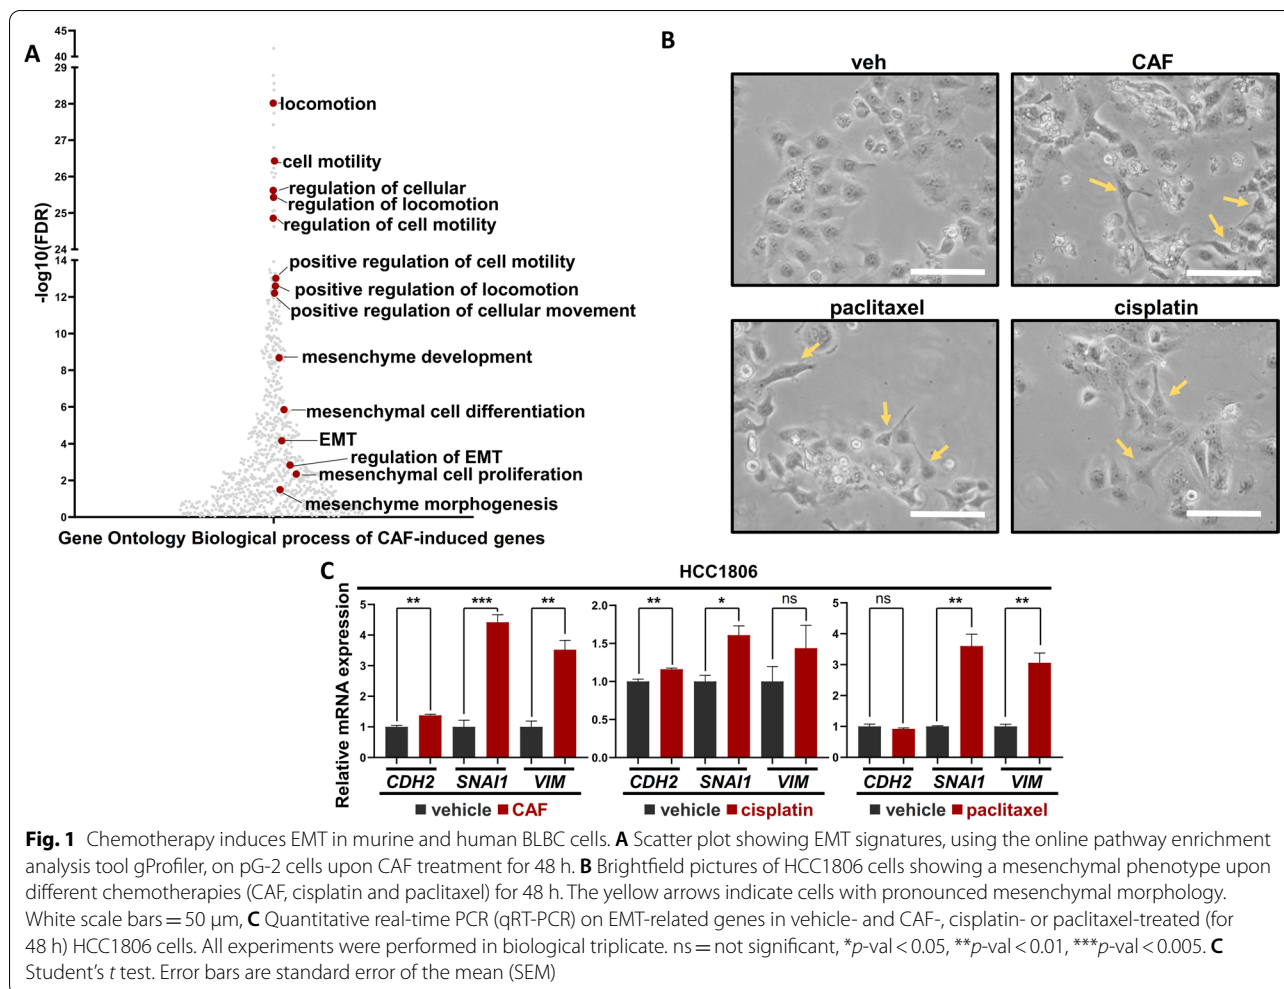 A
45
40
29
28
27
26
25
24
14
12
10
8
6
4
2
0
-log10(FDR)
locomotion
cell motility
regulation of cellular
regulation of locomotion
regulation of cell motility
positive regulation of cell motility
positive regulation of locomotion
positive regulation of cellular movement
mesenchyme development
mesenchymal cell differentiation
EMT
regulation of EMT
mesenchymal cell proliferation
mesenchyme morphogenesis
Gene Ontology Biological process of CAF-induced genes
B
veh
CAF
paclitaxel
cisplatin
C
HCC1806
Relative mRNA expression
5
4
3
2
1
0
** *** **
CDH2 SNAI1 VIM
vehicle CAF
2.0
1.5
1.0
0.5
0.0
** * ns
CDH2 SNAI1 VIM
vehicle cisplatin
5
4
3
2
1
0
ns ** **
CDH2 SNAI1 VIM
vehicle paclitaxel
Fig. 1 Chemotherapy induces EMT in murine and human BLBC cells. A Scatter plot showing EMT signatures, using the online pathway enrichment
analysis tool gProfiler, on pG-2 cells upon CAF treatment for 48 h. B Brightfield pictures of HCC1806 cells showing a mesenchymal phenotype upon
different chemotherapies (CAF, cisplatin and paclitaxel) for 48 h. The yellow arrows indicate cells with pronounced mesenchymal morphology.
White scale bars = 50 µm, C Quantitative real-time PCR (qRT-PCR) on EMT-related genes in vehicle- and CAF-, cisplatin- or paclitaxel-treated (for
48 h) HCC1806 cells. All experiments were performed in biological triplicate. ns = not significant, *p-val < 0.05, **p-val < 0.01, ***p-val < 0.005. C
Student's t test. Error bars are standard error of the mean (SEM)